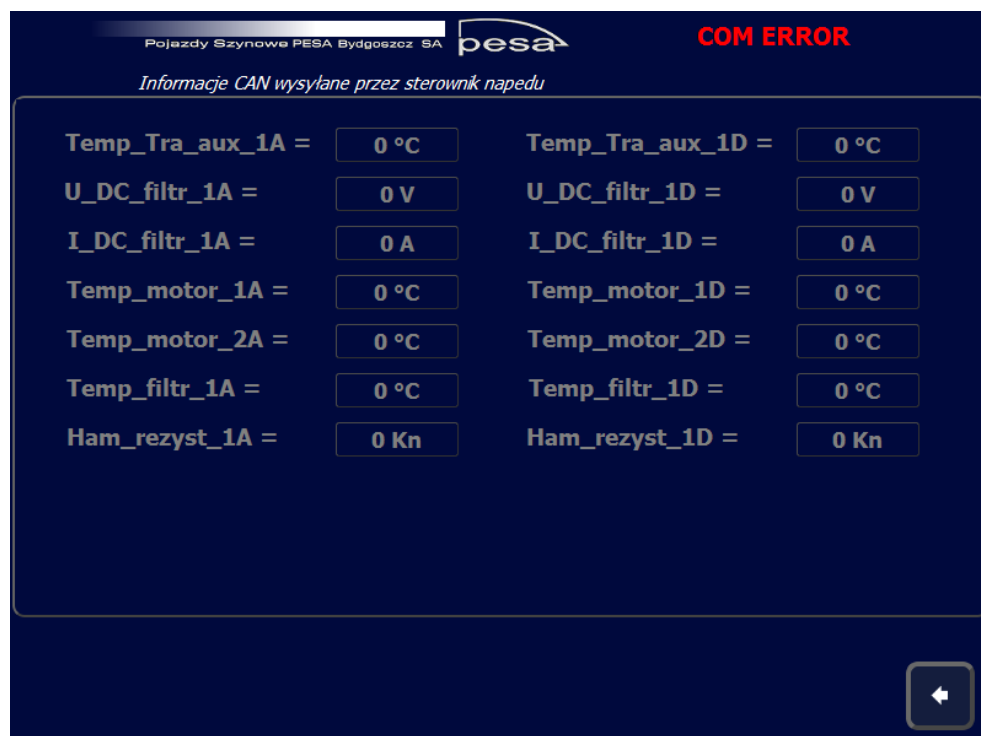 Pojazdy Szynowe PESA Bydgoszcz SA pesa COM ERROR
Informacje CAN wysyłane przez sterownik napedu
Temp_Tra_aux_1A = 0 °C Temp_Tra_aux_1D = 0 °C
U_DC_filtr_1A = 0 V U_DC_filtr_1D = 0 V
I_DC_filtr_1A = 0 A I_DC_filtr_1D = 0 A
Temp_motor_1A = 0 °C Temp_motor_1D = 0 °C
Temp_motor_2A = 0 °C Temp_motor_2D = 0 °C
Temp_filtr_1A = 0 °C Temp_filtr_1D = 0 °C
Ham_rezyst_1A = 0 Kn Ham_rezyst_1D = 0 Kn